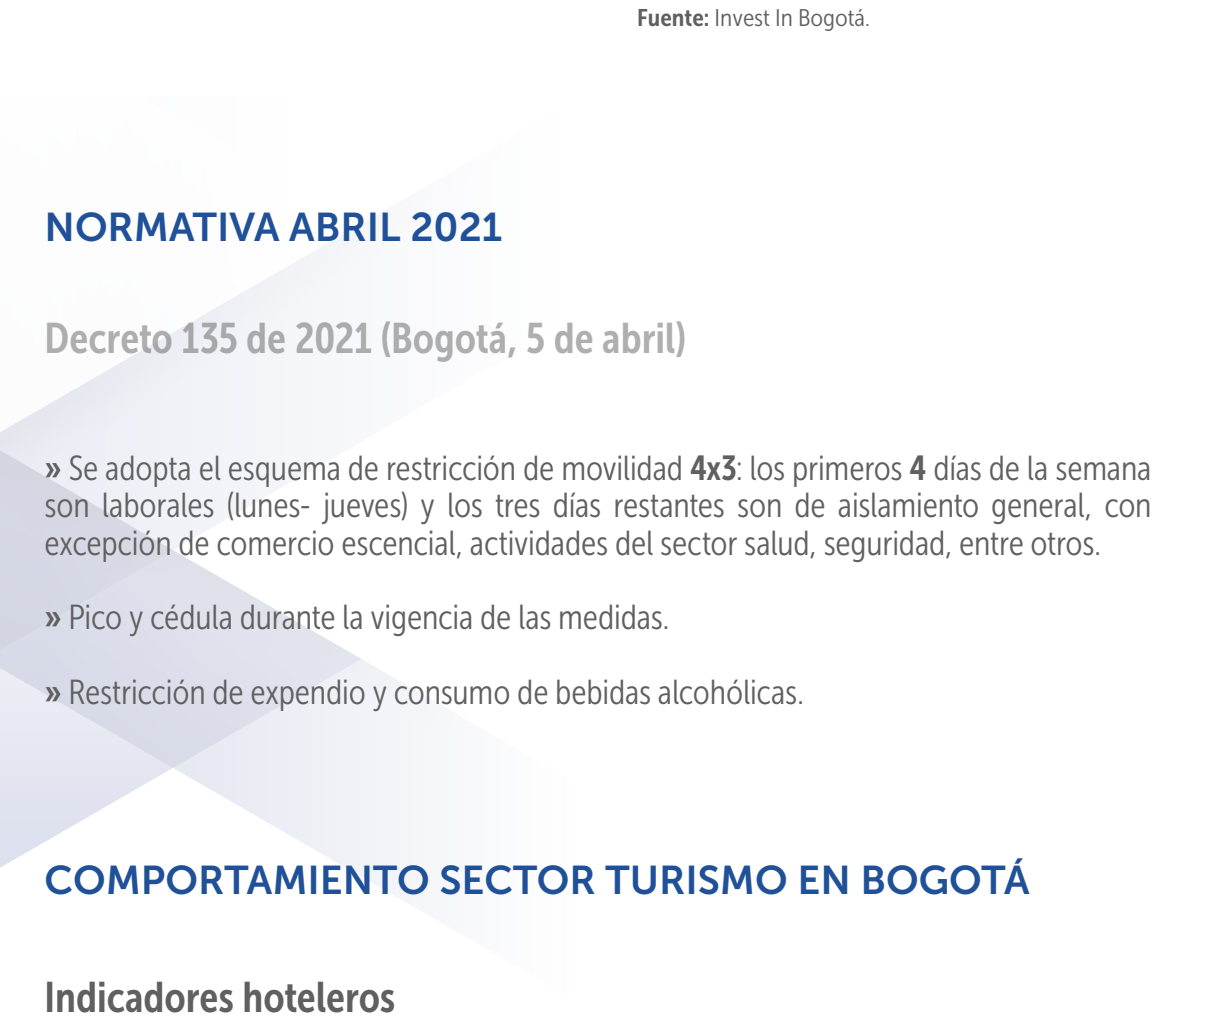 Fuente: Invest In Bogotá.
NORMATIVA ABRIL 2021
Decreto 135 de 2021 (Bogotá, 5 de abril)
» Se adopta el esquema de restricción de movilidad 4x3: los primeros 4 días de la semana
son laborales (lunes- jueves) y los tres días restantes son de aislamiento general, con
excepción de comercio escencial, actividades del sector salud, seguridad, entre otros.
» Pico y cédula durante la vigencia de las medidas.
» Restricción de expendio y consumo de bebidas alcohólicas.
COMPORTAMIENTO SECTOR TURISMO EN BOGOTÁ
Indicadores hoteleros